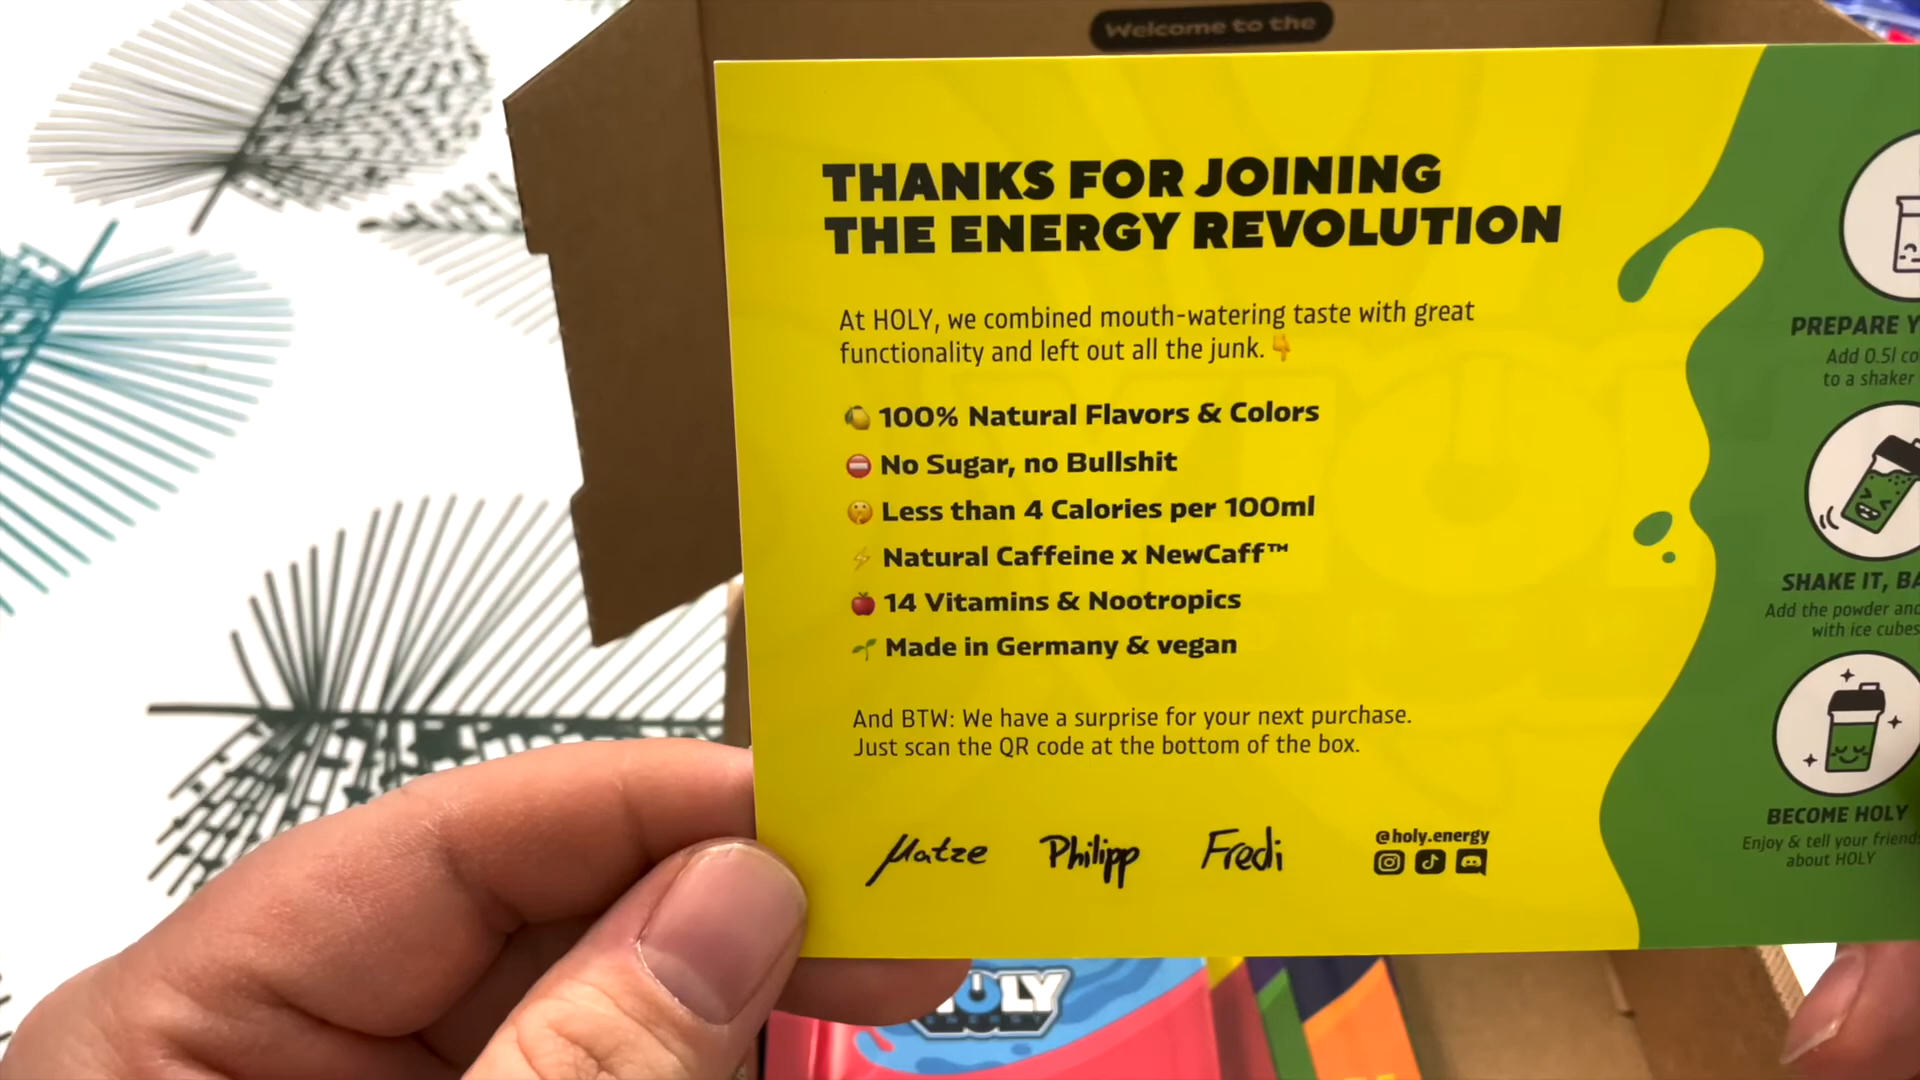 Welcome to the
THANKS FOR JOINING
THE ENERGY REVOLUTION
At HOLY, we combined mouth-watering taste with great
functionality and left out all the junk. 👇
🍋 100% Natural Flavors & Colors
⛔ No Sugar, no Bullshit
🤫 Less than 4 Calories per 100ml
⚡ Natural Caffeine x NewCaff™
🍎 14 Vitamins & Nootropics
🌱 Made in Germany & vegan
And BTW: We have a surprise for your next purchase.
Just scan the QR code at the bottom of the box.
Matze Philipp Fredi
@holy.energy
PREPARE Y
Add 0.5l co
to a shaker
SHAKE IT, BA
Add the powder and
with ice cubes
BECOME HOLY
Enjoy & tell your friends
about HOLY
HOLY
ENERGY